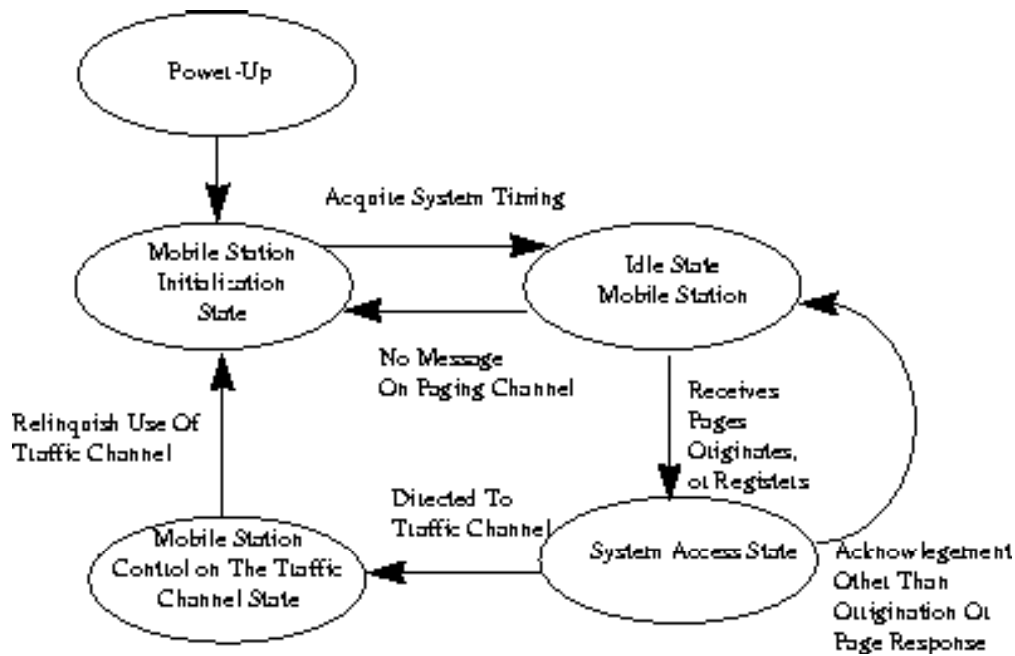 Power-Up
Acquire System Timing
Mobile Station
Initialization
State
Idle State
Mobile Station
No Message
On Paging Channel
Receives
Pages
Originates,
or Registers
Relinquish Use Of
Traffic Channel
Directed To
Traffic Channel
Mobile Station
Control on The Traffic
Channel State
System Access State
Acknowlegement
Other Than
Origination Or
Page Response